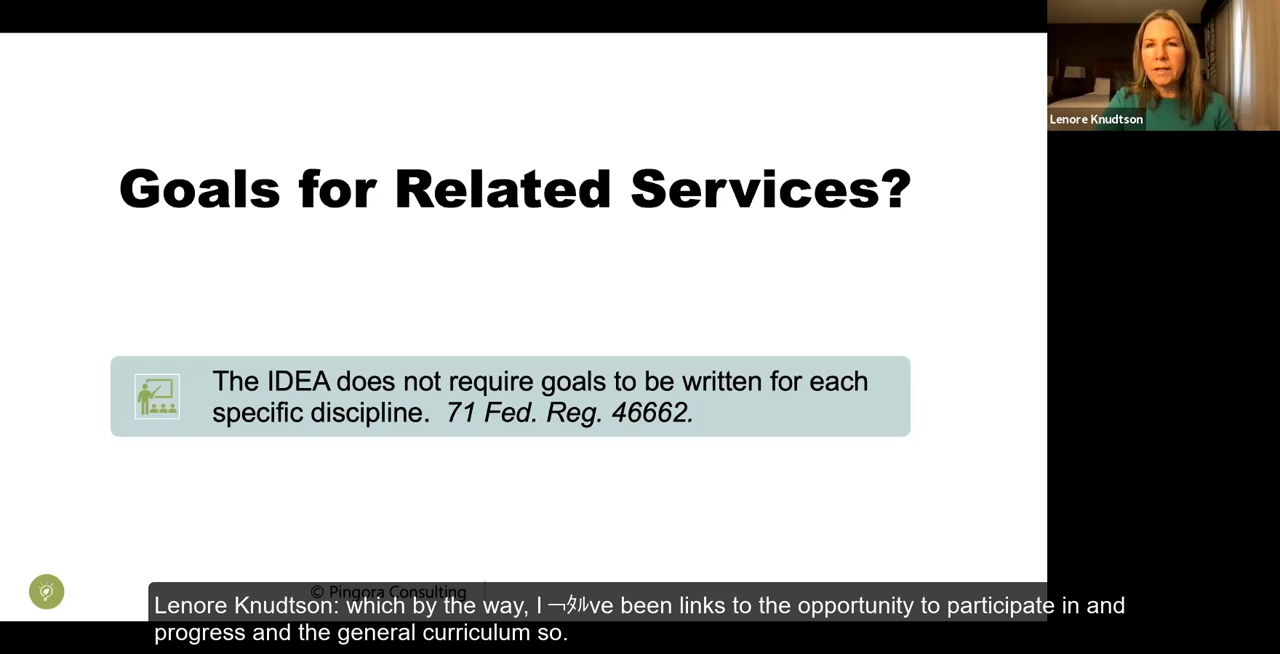 Goals for Related Services?
The IDEA does not require goals to be written for each
specific discipline. 71 Fed. Reg. 46662.
Lenore Knudtson
© Pingora Consulting
Lenore Knudtson: which by the way, I ￢ﾀﾙve been links to the opportunity to participate in and
progress and the general curriculum so.